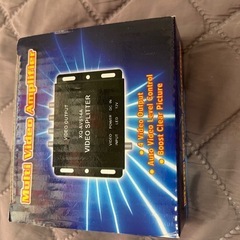 Multi Video Amplifier
VIDEO OUTPUT
VIDEO SPLITTER
VIDEO POWER DC IN
INPUT LED 12V
4 Video Output
Auto Video Level Control
Boost Clear Picture